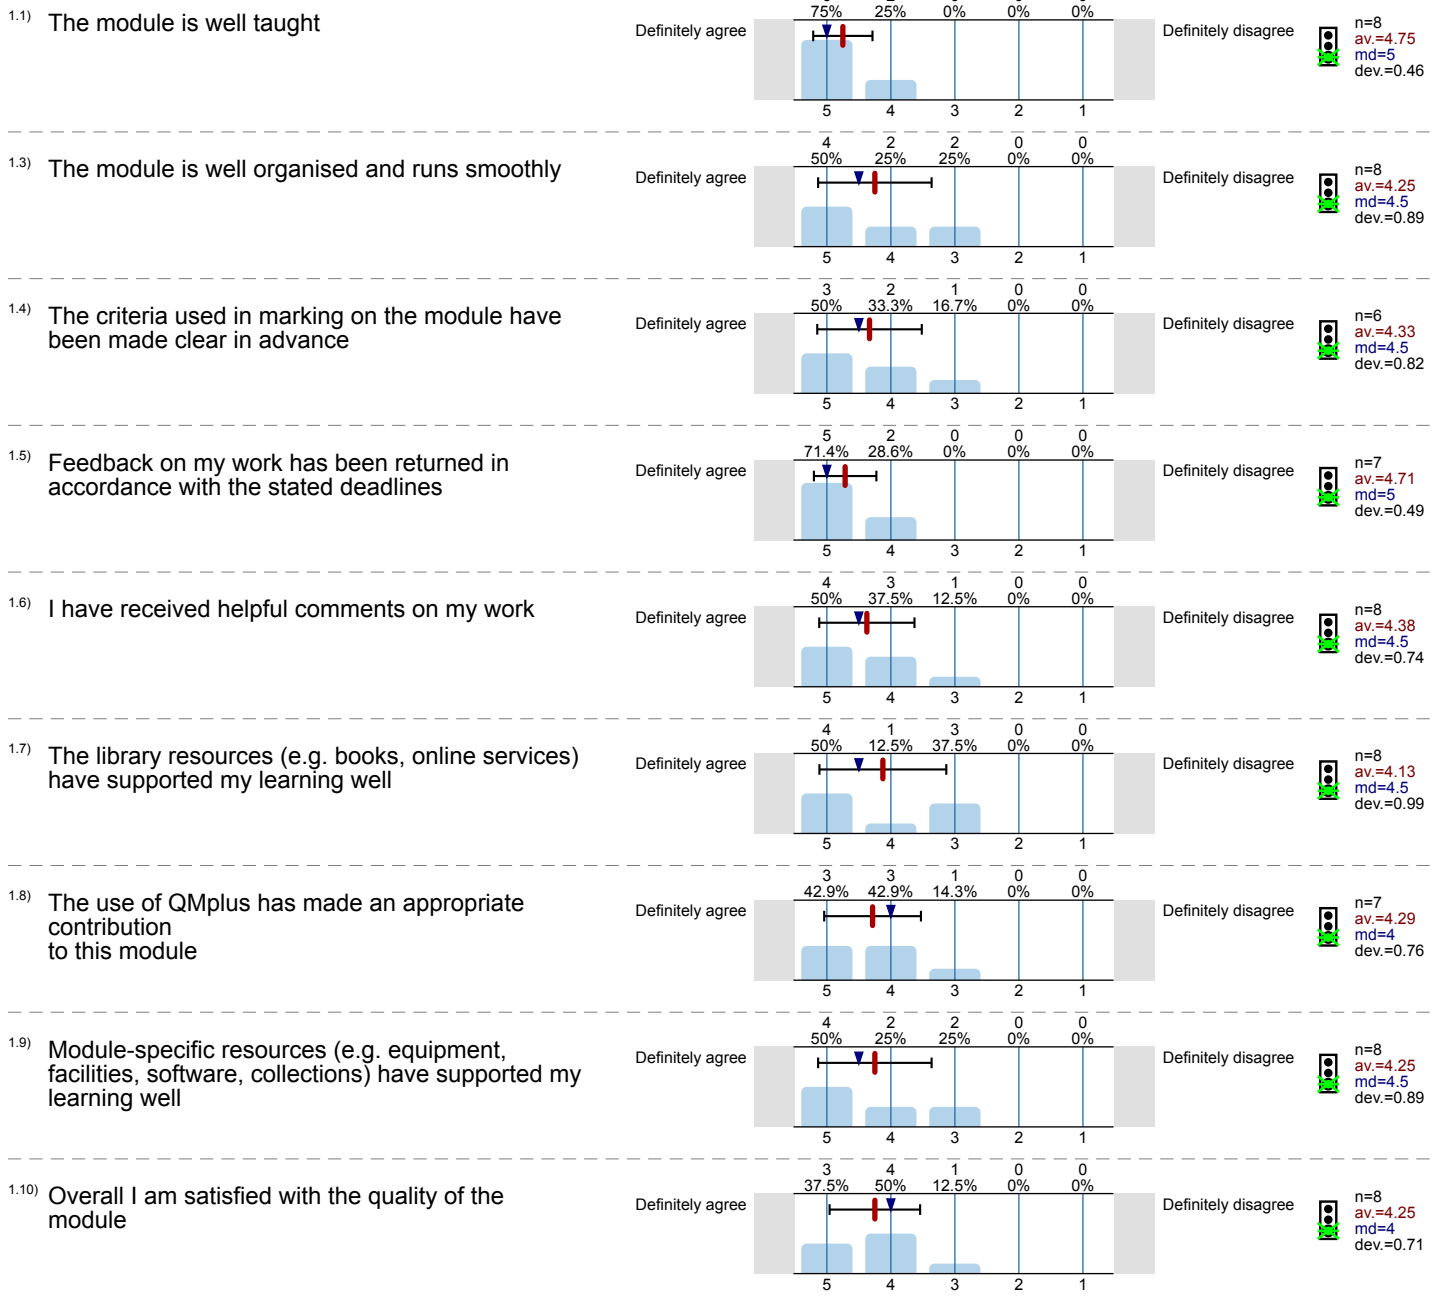 1.1) The module is well taught
75% 25% 0% 0% 0%
Definitely agree Definitely disagree
5 4 3 2 1
n=8
av.=4.75
md=5
dev.=0.46
1.3) The module is well organised and runs smoothly
4 2 2 0 0
50% 25% 25% 0% 0%
Definitely agree Definitely disagree
5 4 3 2 1
n=8
av.=4.25
md=4.5
dev.=0.89
1.4) The criteria used in marking on the module have
been made clear in advance
3 2 1 0 0
50% 33.3% 16.7% 0% 0%
Definitely agree Definitely disagree
5 4 3 2 1
n=6
av.=4.33
md=4.5
dev.=0.82
1.5) Feedback on my work has been returned in
accordance with the stated deadlines
5 2 0 0 0
71.4% 28.6% 0% 0% 0%
Definitely agree Definitely disagree
5 4 3 2 1
n=7
av.=4.71
md=5
dev.=0.49
1.6) I have received helpful comments on my work
4 3 1 0 0
50% 37.5% 12.5% 0% 0%
Definitely agree Definitely disagree
5 4 3 2 1
n=8
av.=4.38
md=4.5
dev.=0.74
1.7) The library resources (e.g. books, online services)
have supported my learning well
4 1 3 0 0
50% 12.5% 37.5% 0% 0%
Definitely agree Definitely disagree
5 4 3 2 1
n=8
av.=4.13
md=4.5
dev.=0.99
1.8) The use of QMplus has made an appropriate
contribution
to this module
3 3 1 0 0
42.9% 42.9% 14.3% 0% 0%
Definitely agree Definitely disagree
5 4 3 2 1
n=7
av.=4.29
md=4
dev.=0.76
1.9) Module-specific resources (e.g. equipment,
facilities, software, collections) have supported my
learning well
4 2 2 0 0
50% 25% 25% 0% 0%
Definitely agree Definitely disagree
5 4 3 2 1
n=8
av.=4.25
md=4.5
dev.=0.89
1.10) Overall I am satisfied with the quality of the
module
3 4 1 0 0
37.5% 50% 12.5% 0% 0%
Definitely agree Definitely disagree
5 4 3 2 1
n=8
av.=4.25
md=4
dev.=0.71